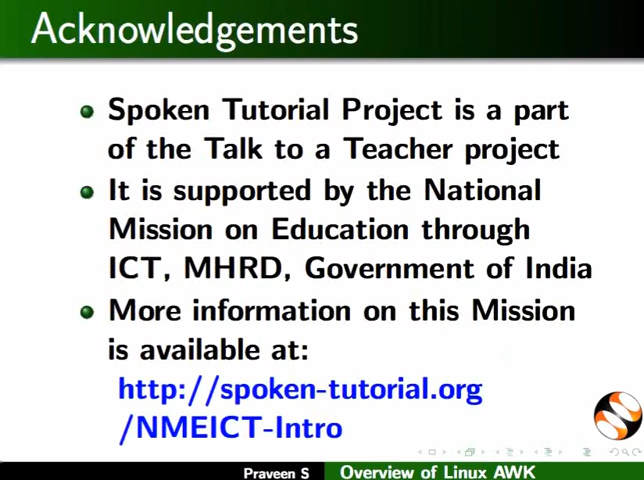 Acknowledgements
Spoken Tutorial Project is a part
of the Talk to a Teacher project
It is supported by the National
Mission on Education through
ICT, MHRD, Government of India
More information on this Mission
is available at:
http://spoken-tutorial.org
/NMEICT-Intro
Praveen S Overview of Linux AWK